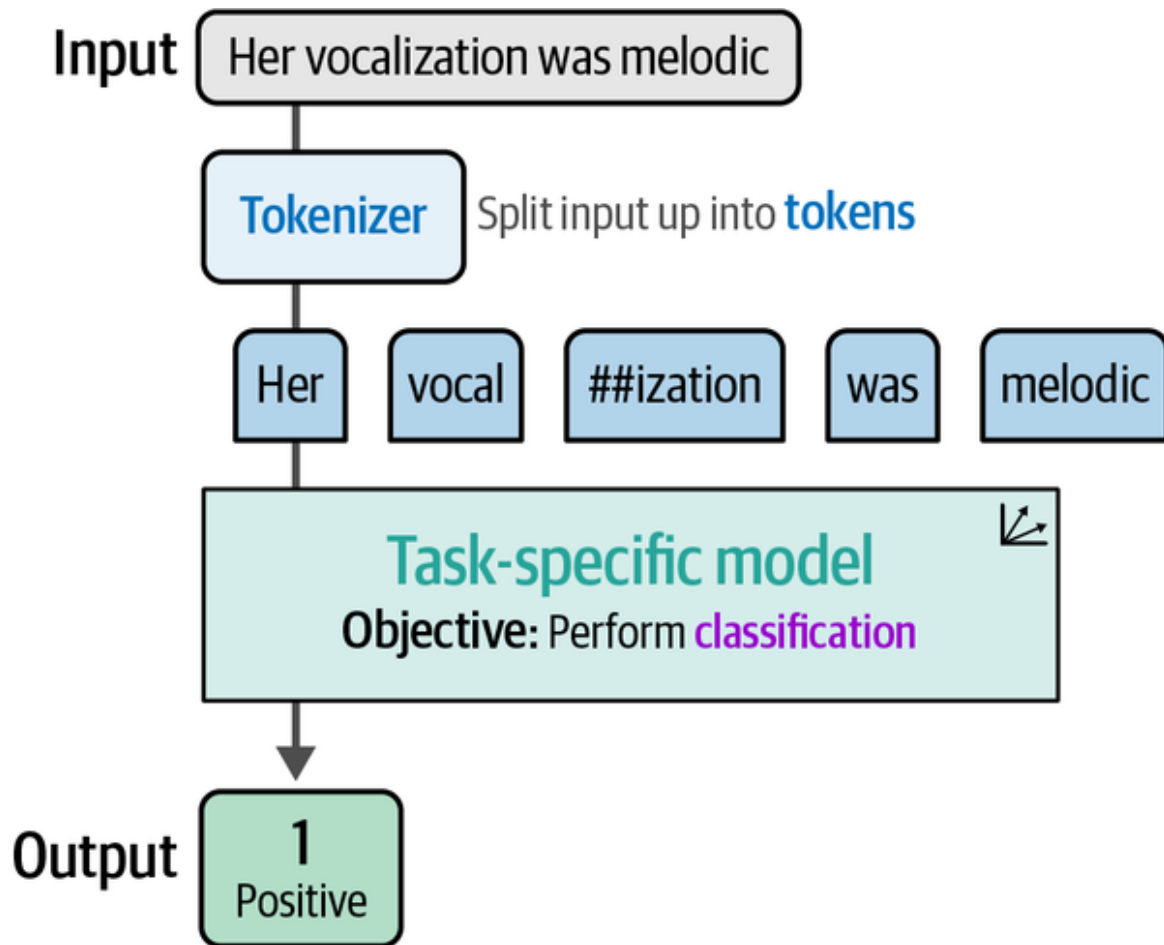 Input
Her vocalization was melodic
Tokenizer
Split input up into tokens
Her vocal ##ization was melodic
Task-specific model
Objective: Perform classification
Output
1
Positive